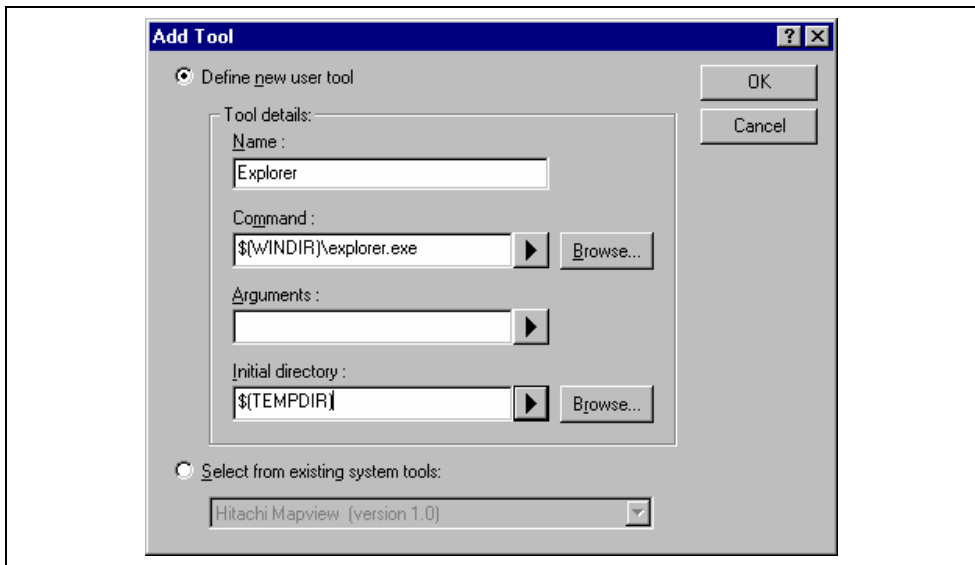 Add Tool
Define new user tool
OK
Tool details:
Cancel
Name :
Explorer
Command :
$(WINDIR)\explorer.exe
Browse...
Arguments :
Initial directory :
$(TEMPDIR)
Browse...
Select from existing system tools:
Hitachi Mapview (version 1.0)